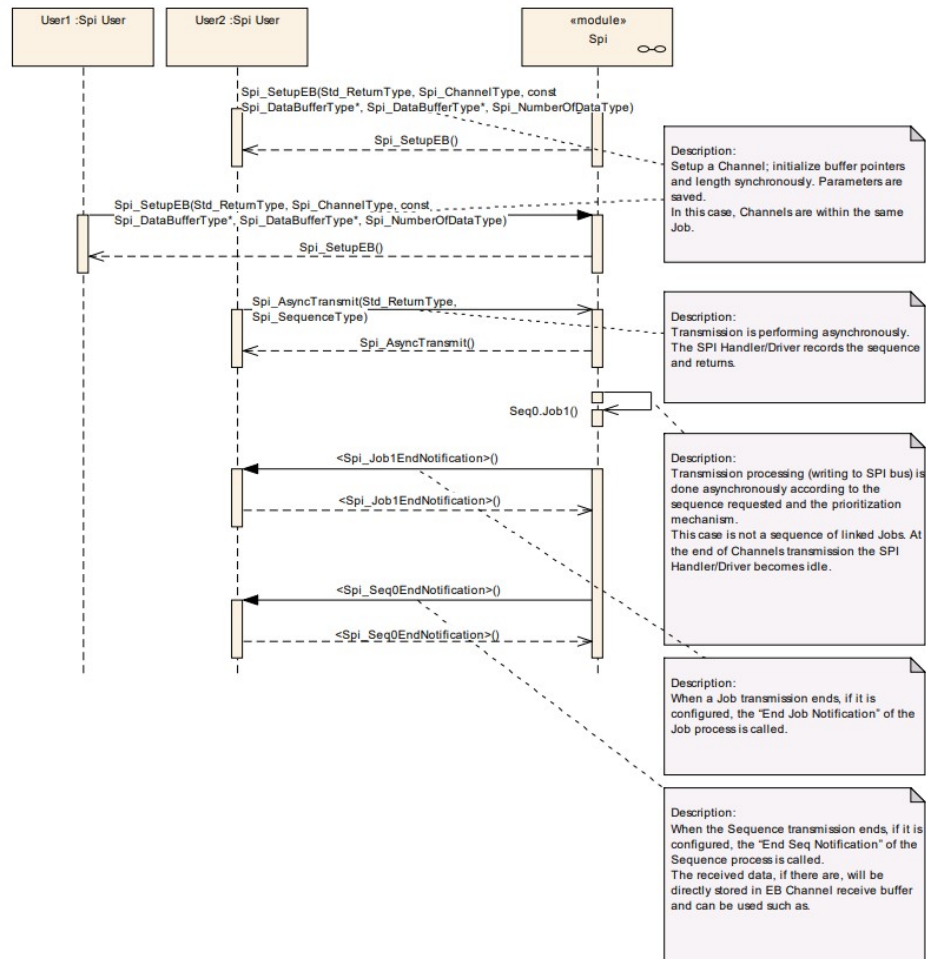 User1 :Spi User
User2 :Spi User
«module»
Spi
Spi_SetupEB(Std_ReturnType, Spi_ChannelType, const
Spi_DataBufferType*, Spi_DataBufferType*, Spi_NumberOfDataType)
Spi_SetupEB()
Description:
Setup a Channel; initialize buffer pointers
and length synchronously. Parameters are
saved.
In this case, Channels are within the same
Job.
Spi_SetupEB(Std_ReturnType, Spi_ChannelType, const
Spi_DataBufferType*, Spi_DataBufferType*, Spi_NumberOfDataType)
Spi_SetupEB()
Spi_AsyncTransmit(Std_ReturnType,
Spi_SequenceType)
Spi_AsyncTransmit()
Description:
Transmission is performing asynchronously.
The SPI Handler/Driver records the sequence
and returns.
Seq0.Job1()
Description:
Transmission processing (writing to SPI bus) is
done asynchronously according to the
sequence requested and the prioritization
mechanism.
This case is not a sequence of linked Jobs. At
the end of Channels transmission the SPI
Handler/Driver becomes idle.
<Spi_Job1EndNotification>()
<Spi_Job1EndNotification>()
<Spi_Seq0EndNotification>()
<Spi_Seq0EndNotification>()
Description:
When a Job transmission ends, if it is
configured, the “End Job Notification” of the
Job process is called.
Description:
When the Sequence transmission ends, if it is
configured, the “End Seq Notification” of the
Sequence process is called.
The received data, if there are, will be
directly stored in EB Channel receive buffer
and can be used such as.